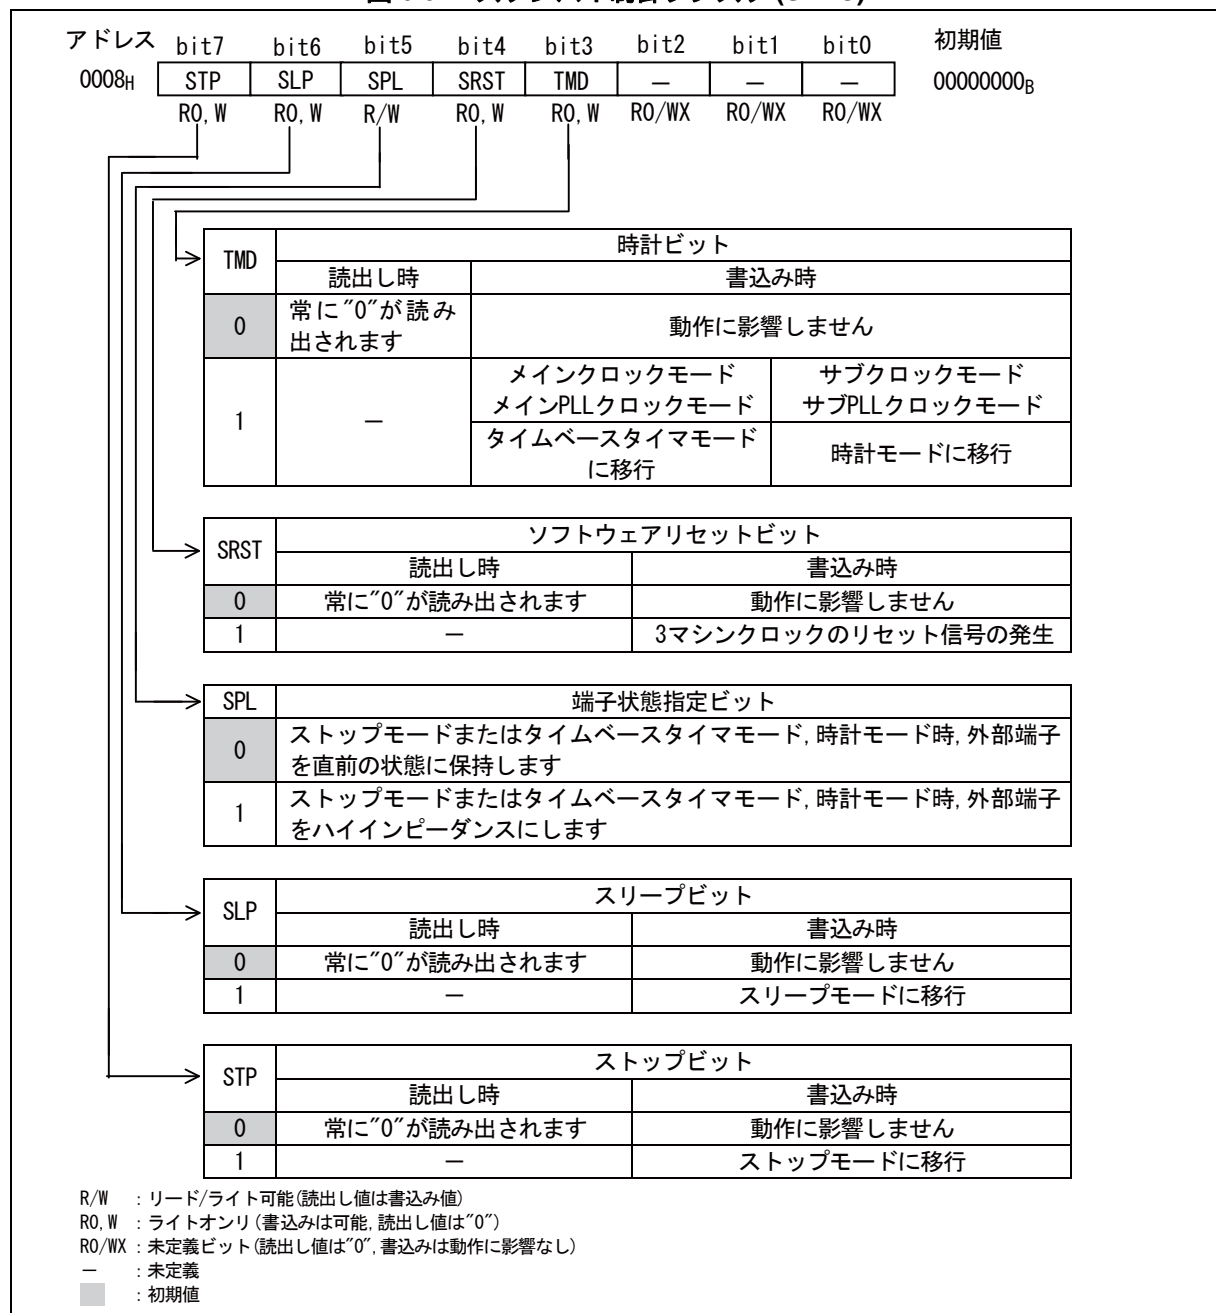 アドレス bit7 bit6 bit5 bit4 bit3 bit2 bit1 bit0 初期値
0008H STP SLP SPL SRST TMD － － － 00000000B
R0,W R0,W R/W R0,W R0,W R0/WX R0/WX R0/WX
TMD 時計ビット
読出し時 書込み時
0 常に"0"が読み出されます 動作に影響しません
1 － メインクロックモード サブクロックモード
メインPLLクロックモード サブPLLクロックモード
タイムベースタイマモードに移行 時計モードに移行
SRST ソフトウェアリセットビット
読出し時 書込み時
0 常に"0"が読み出されます 動作に影響しません
1 － 3マシンクロックのリセット信号の発生
SPL 端子状態指定ビット
0 ストップモードまたはタイムベースタイマモード,時計モード時,外部端子
を直前の状態に保持します
1 ストップモードまたはタイムベースタイマモード,時計モード時,外部端子
をハイインピーダンスにします
SLP スリープビット
読出し時 書込み時
0 常に"0"が読み出されます 動作に影響しません
1 － スリープモードに移行
STP ストップビット
読出し時 書込み時
0 常に"0"が読み出されます 動作に影響しません
1 － ストップモードに移行
R/W ：リード/ライト可能(読出し値は書込み値)
R0,W ：ライトオンリ(書込みは可能,読出し値は"0")
R0/WX：未定義ビット(読出し値は"0",書込みは動作に影響なし)
－ ：未定義
：初期値